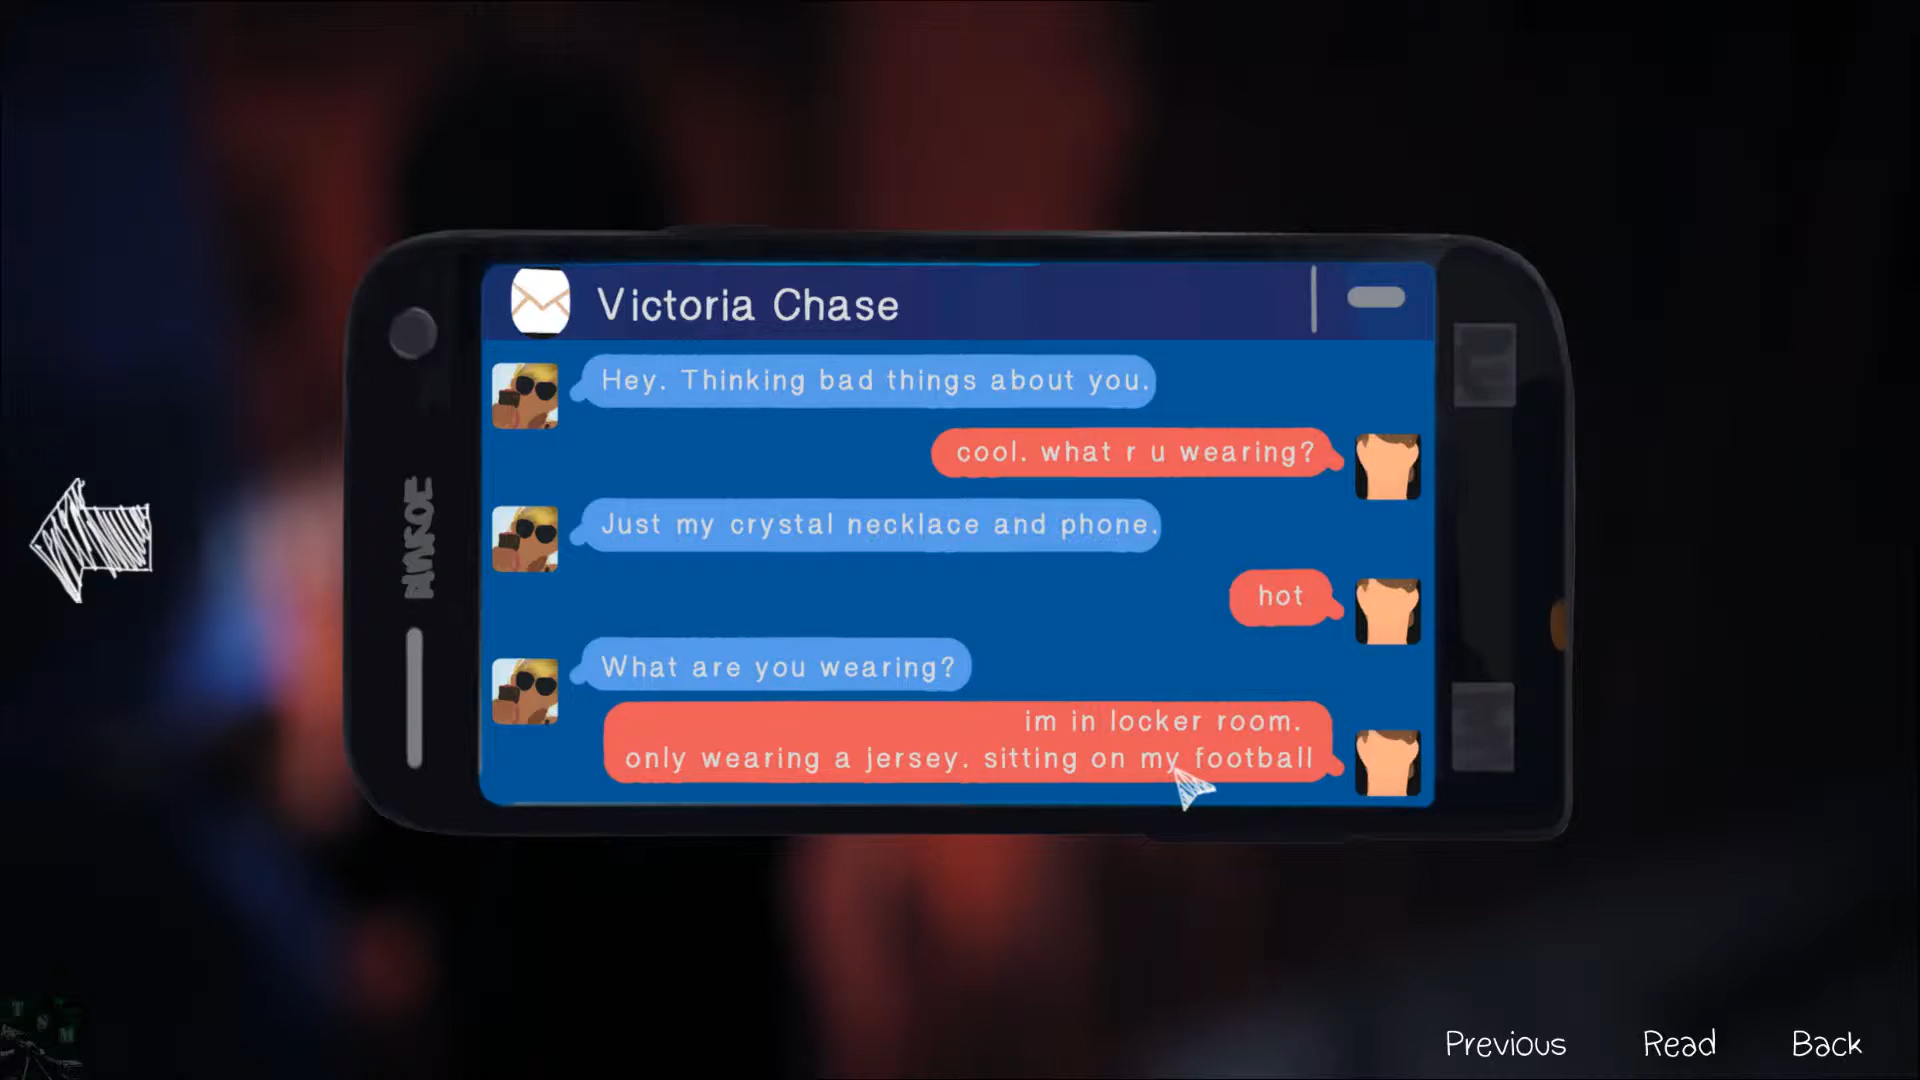 Victoria Chase
Hey. Thinking bad things about you.
cool. what r u wearing?
Just my crystal necklace and phone.
hot
What are you wearing?
im in locker room.
only wearing a jersey. sitting on my football
Previous
Read
Back